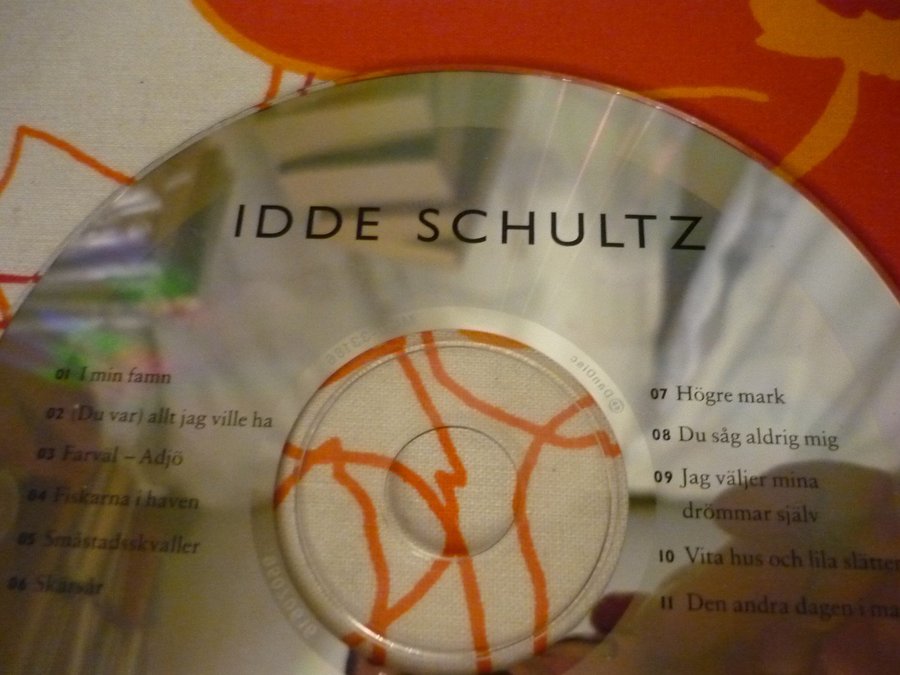 IDDE SCHULTZ
01 I min famn
02 (Du var) allt jag ville ha
03 Farväl – Adjö
04 Fiskarna i haven
05 Småstadsskvaller
06
07 Högre mark
08 Du såg aldrig mig
09 Jag väljer mina
drömmar själv
10 Vita hus och lila slätter
11 Den andra dagen i ma
DanDisc